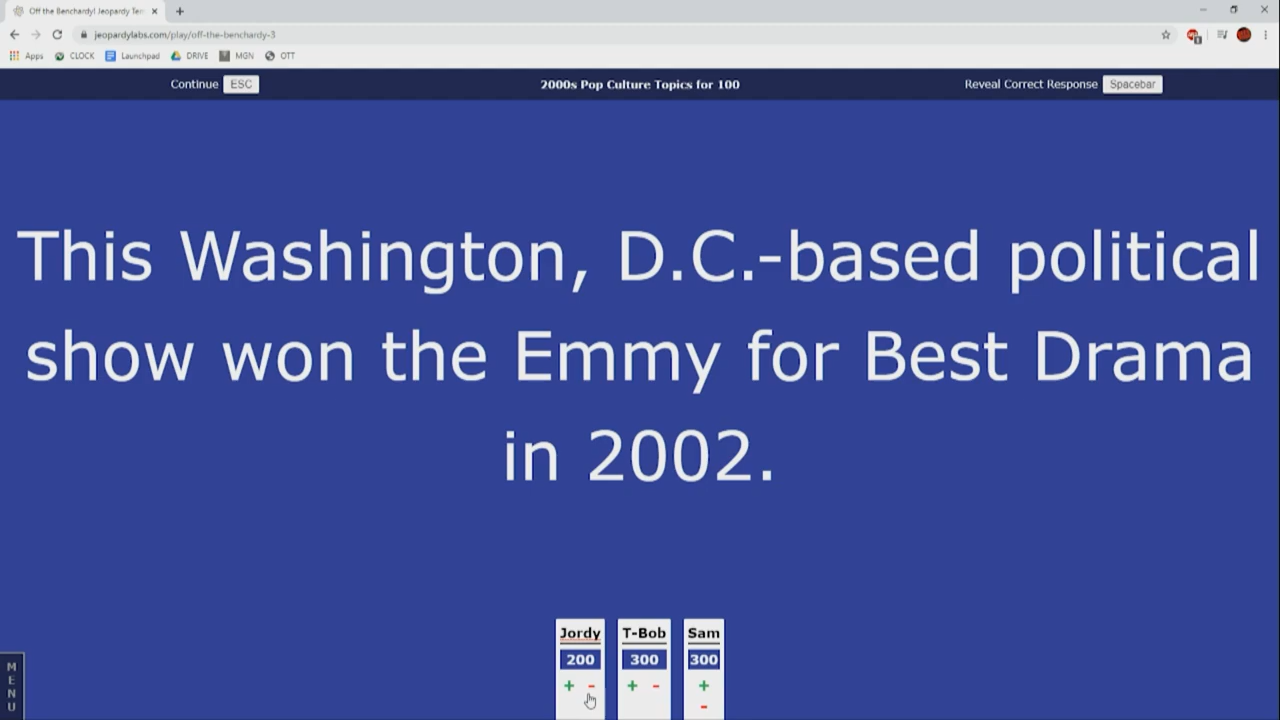 Off the Benchardy! Jeopardy Tem
jeopardylabs.com/play/off-the-benchardy-3
Apps CLOCK Launchpad DRIVE MGN OTT
Continue ESC 2000s Pop Culture Topics for 100 Reveal Correct Response Spacebar
This Washington, D.C.-based political
show won the Emmy for Best Drama
in 2002.
Jordy T-Bob Sam
200 300 300
+ - + - +
-
MENU